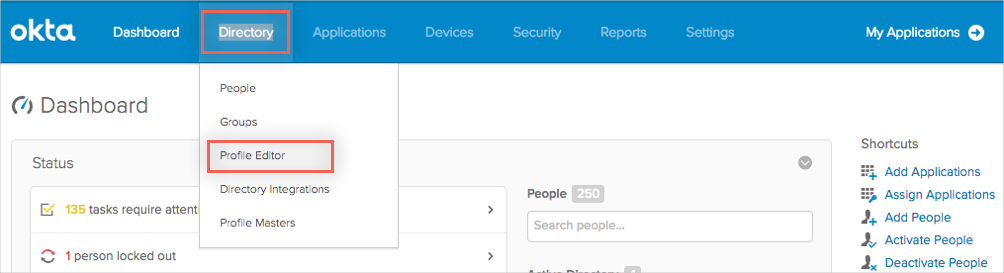 okta Dashboard Directory Applications Devices Security Reports Settings My Applications
People
Groups
Profile Editor
Directory Integrations
Profile Masters
Dashboard
Status
135 tasks require attenti
1 person locked out
People 250
Search people...
Active Directory
Shortcuts
Add Applications
Assign Applications
Add People
Activate People
Deactivate People